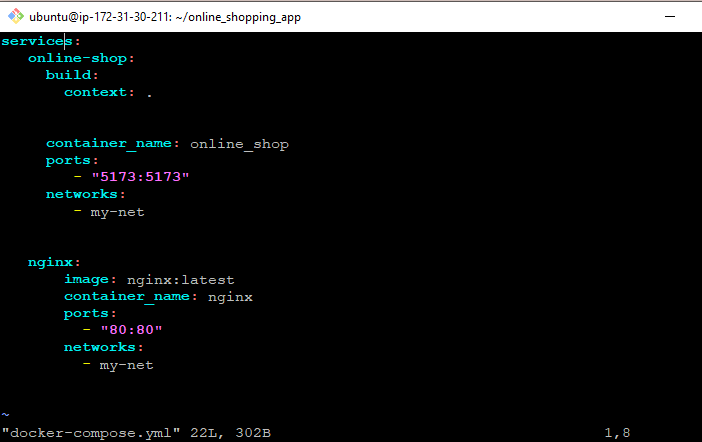 ubuntu@ip-172-31-30-211: ~/online_shopping_app
services:
   online-shop:
     build:
       context: .
     container_name: online_shop
     ports:
        - "5173:5173"
     networks:
        - my-net
   nginx:
       image: nginx:latest
       container_name: nginx
       ports:
         - "80:80"
       networks:
         - my-net
~
"docker-compose.yml" 22L, 302B 1,8